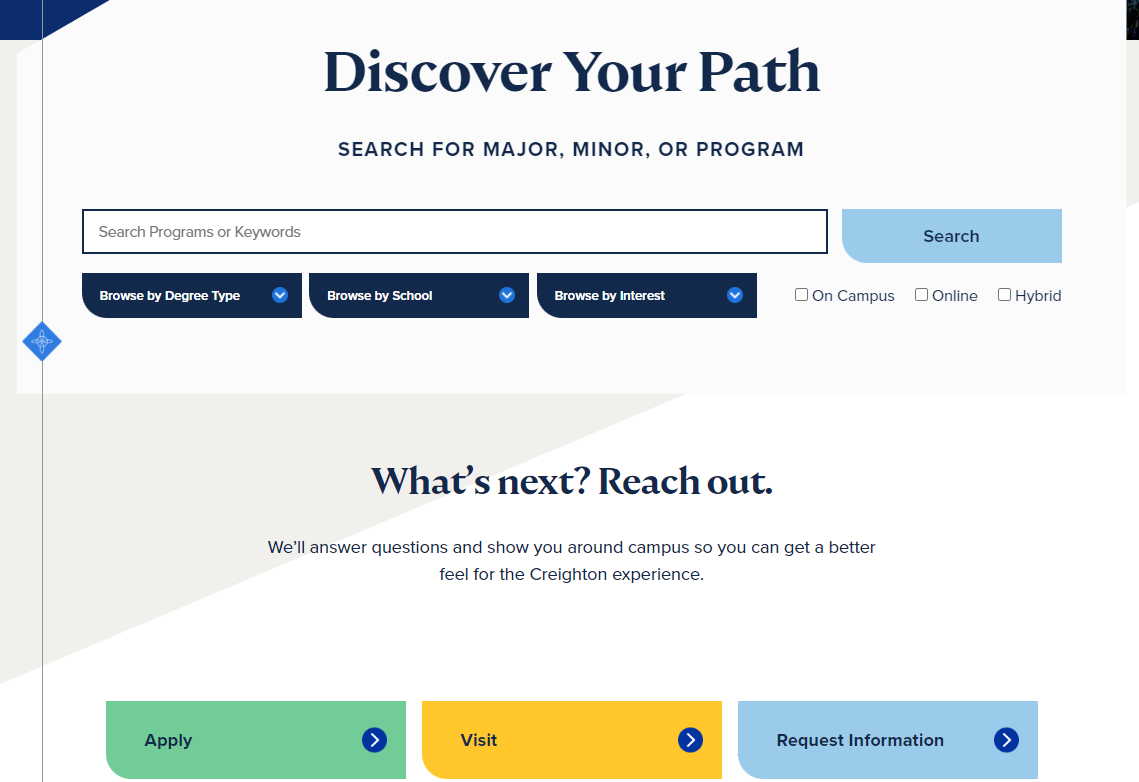 Discover Your Path
SEARCH FOR MAJOR, MINOR, OR PROGRAM
Search Programs or Keywords
Search
Browse by Degree Type
Browse by School
Browse by Interest
On Campus
Online
Hybrid
What’s next? Reach out.
We’ll answer questions and show you around campus so you can get a better
feel for the Creighton experience.
Apply
Visit
Request Information